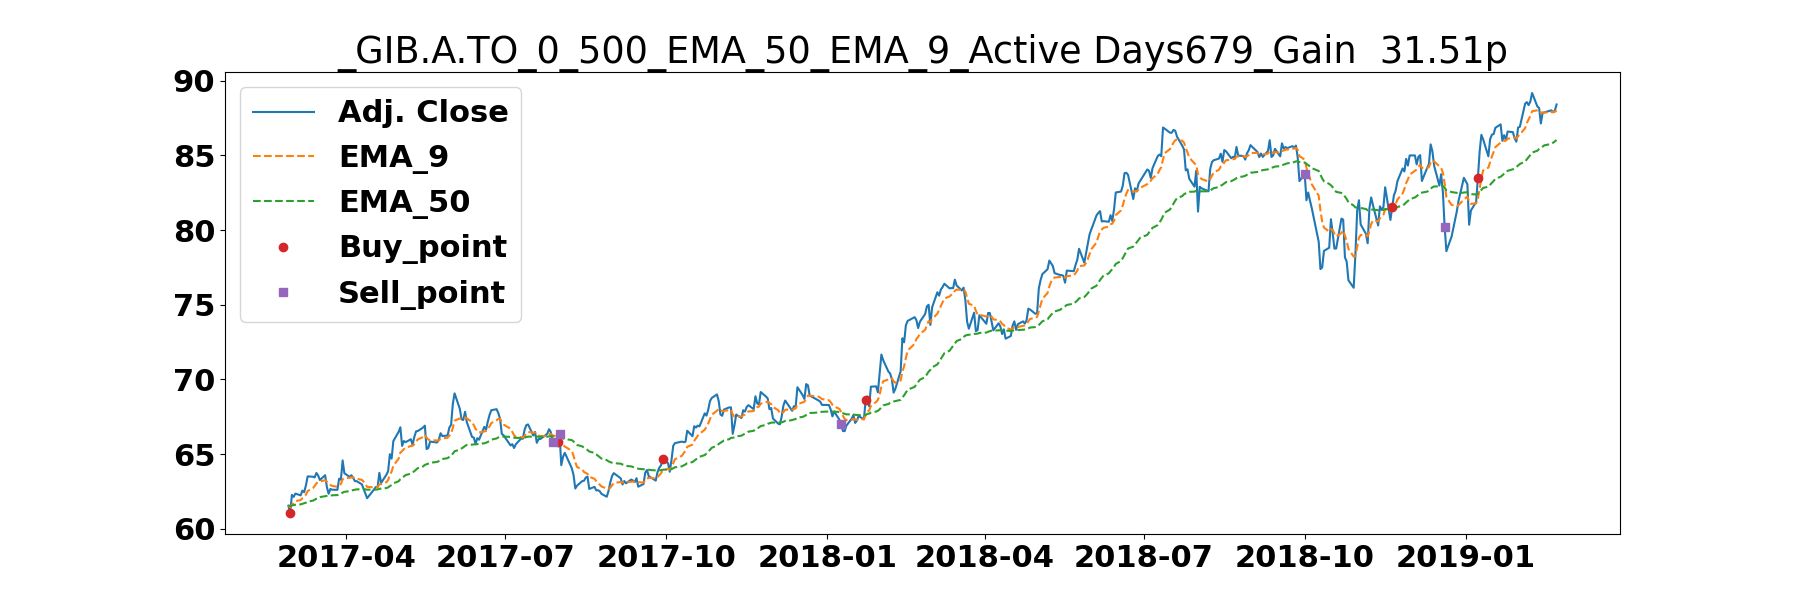 _GIB.A.TO_0_500_EMA_50_EMA_9_Active Days679_Gain  31.51p
90
85
80
75
70
65
60
Adj. Close
EMA_9
EMA_50
Buy_point
Sell_point
2017-04 2017-07 2017-10 2018-01 2018-04 2018-07 2018-10 2019-01